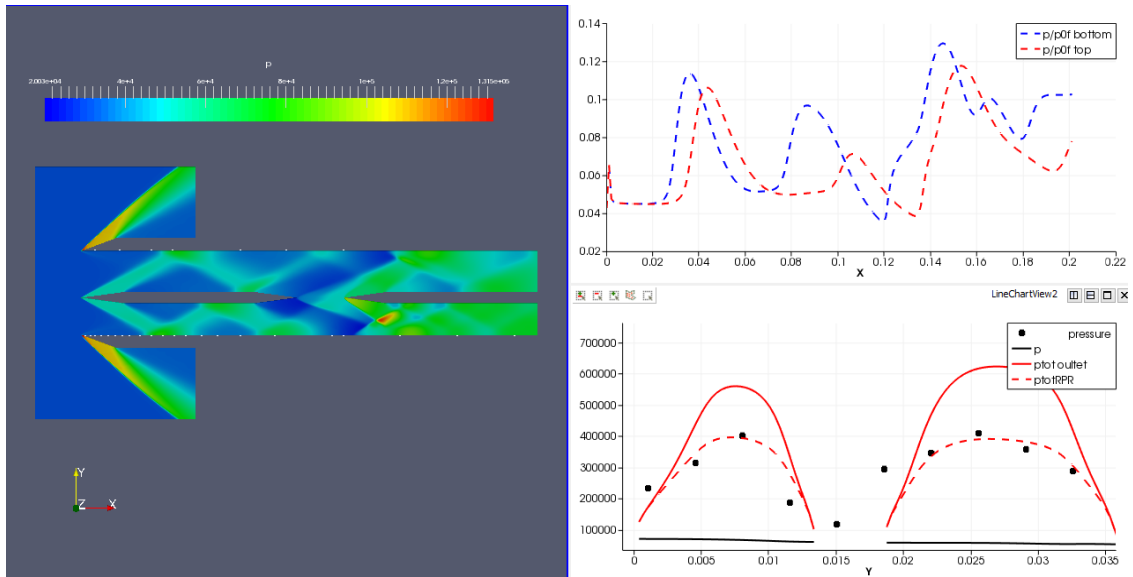 p
2.003e+04 4e+4 6e+4 8e+4 1e+5 1.2e+5 1.315e+05
Y
Z X
0.14
0.12
0.10
0.08
0.06
0.04
0.02
p/p0f bottom
p/p0f top
0 0.02 0.04 0.06 0.08 0.10 0.12 0.14 0.16 0.18 0.20 0.22
X
LineChartView2
700000
600000
500000
400000
300000
200000
100000
pressure
p
ptot oultet
ptotRPR
0 0.005 0.01 0.015 0.02 0.025 0.03 0.035
Y